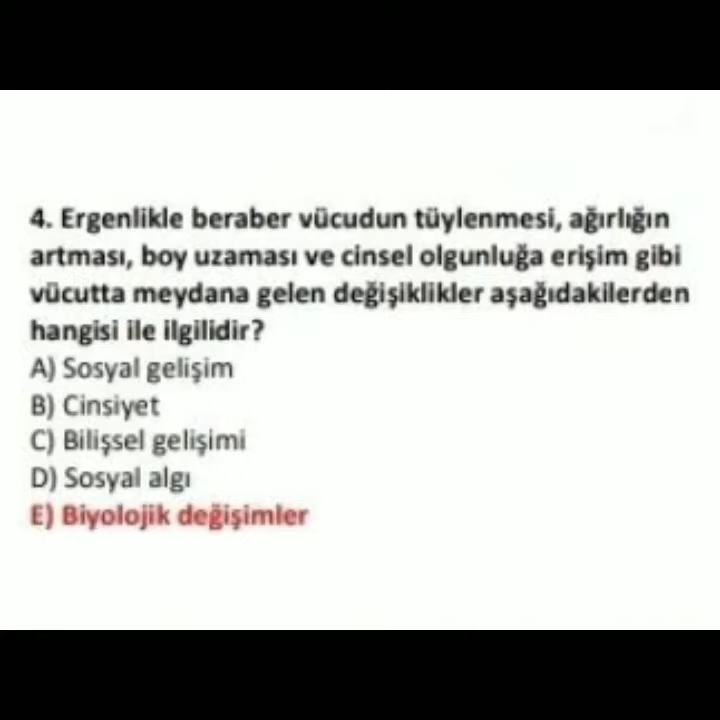 4. Ergenlikle beraber vücudun tüylenmesi, ağırlığın
artması, boy uzaması ve cinsel olgunluğa erişim gibi
vücutta meydana gelen değişiklikler aşağıdakilerden
hangisi ile ilgilidir?
A) Sosyal gelişim
B) Cinsiyet
C) Bilişsel gelişimi
D) Sosyal algı
E) Biyolojik değişimler